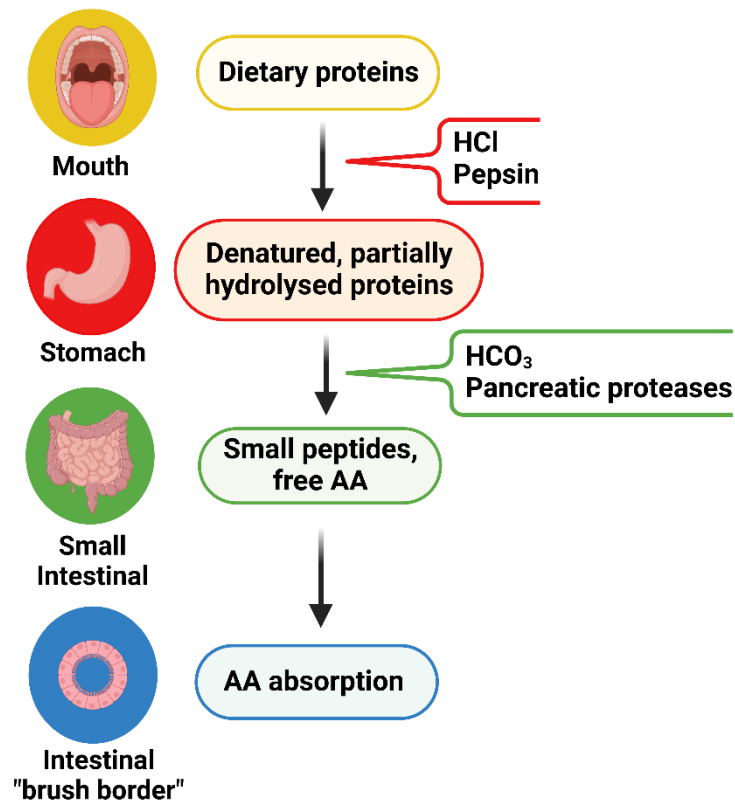 Dietary proteins
Mouth
HCl
Pepsin
Denatured, partially
hydrolysed proteins
Stomach
HCO₃
Pancreatic proteases
Small peptides,
free AA
Small
Intestinal
AA absorption
Intestinal
"brush border"